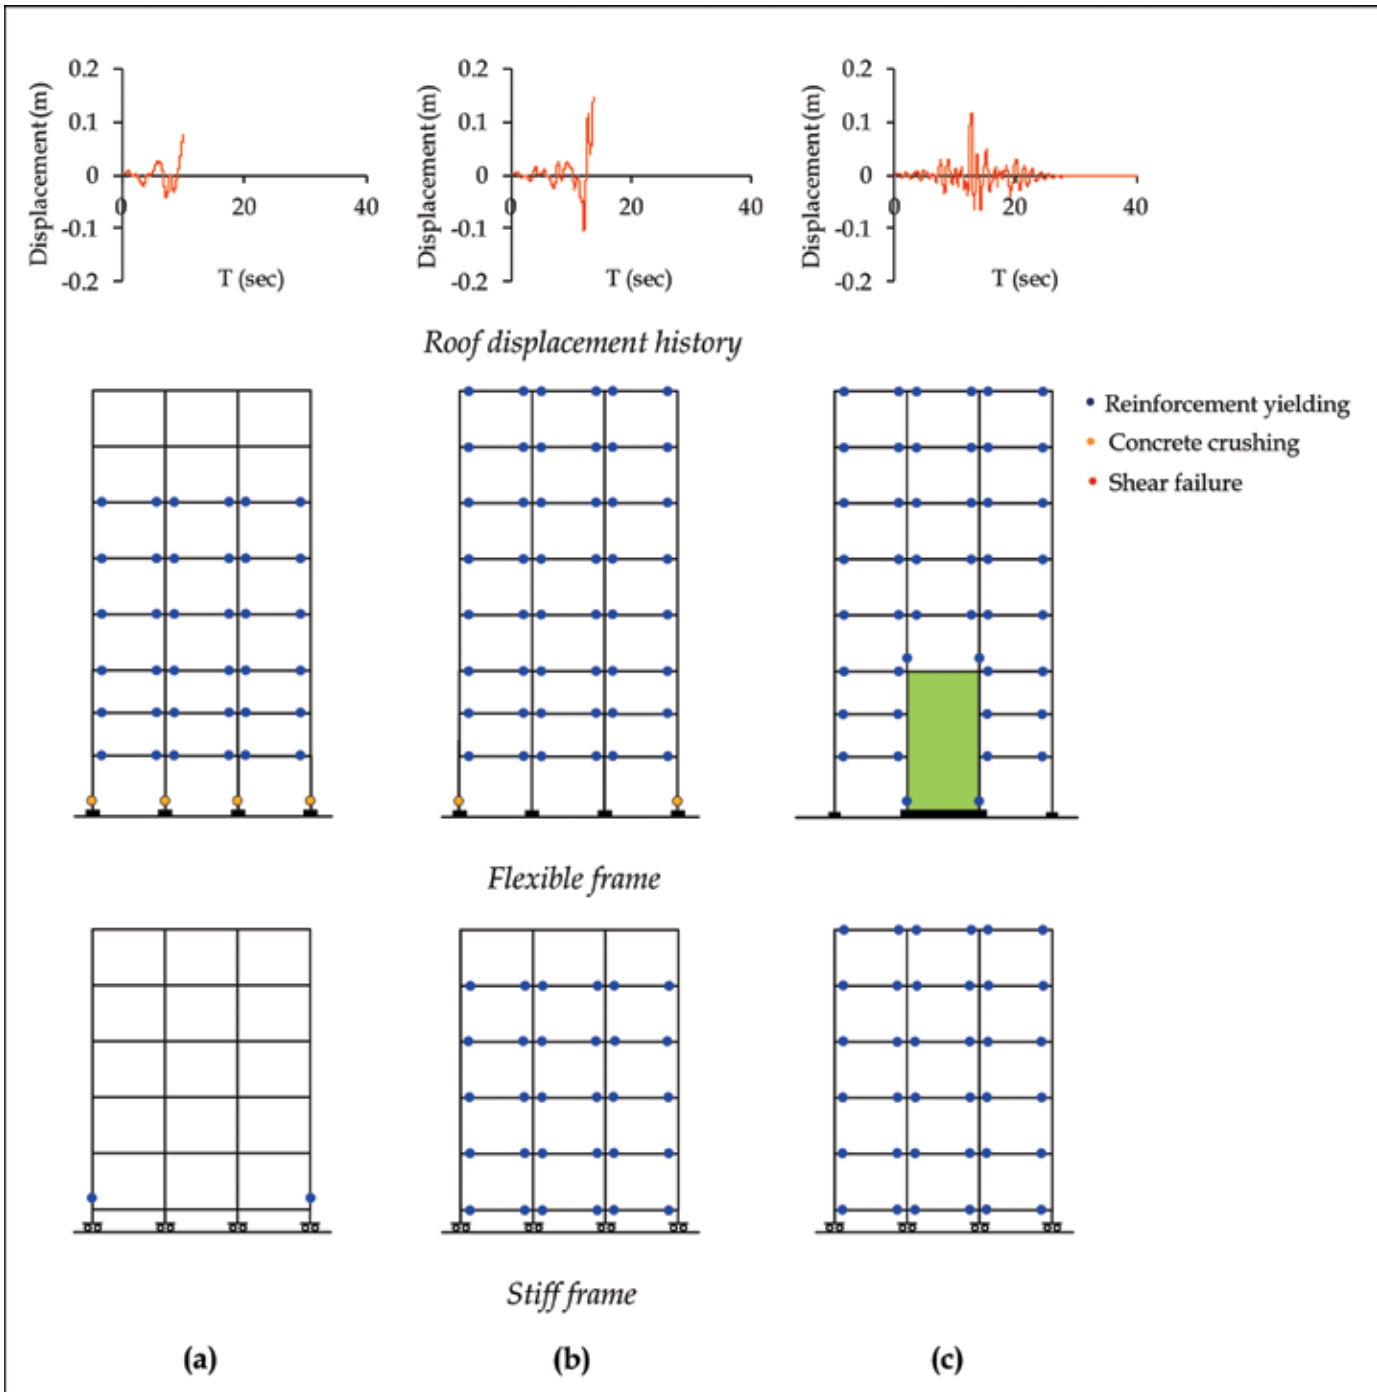 0.2
0.1
0
-0.1
-0.2
Displacement (m)
0
20
40
T (sec)
0.2
0.1
0
-0.1
-0.2
Displacement (m)
0
20
40
T (sec)
0.2
0.1
0
-0.1
-0.2
Displacement (m)
0
20
40
T (sec)
Roof displacement history
Reinforcement yielding
Concrete crushing
Shear failure
Flexible frame
Stiff frame
(a)
(b)
(c)